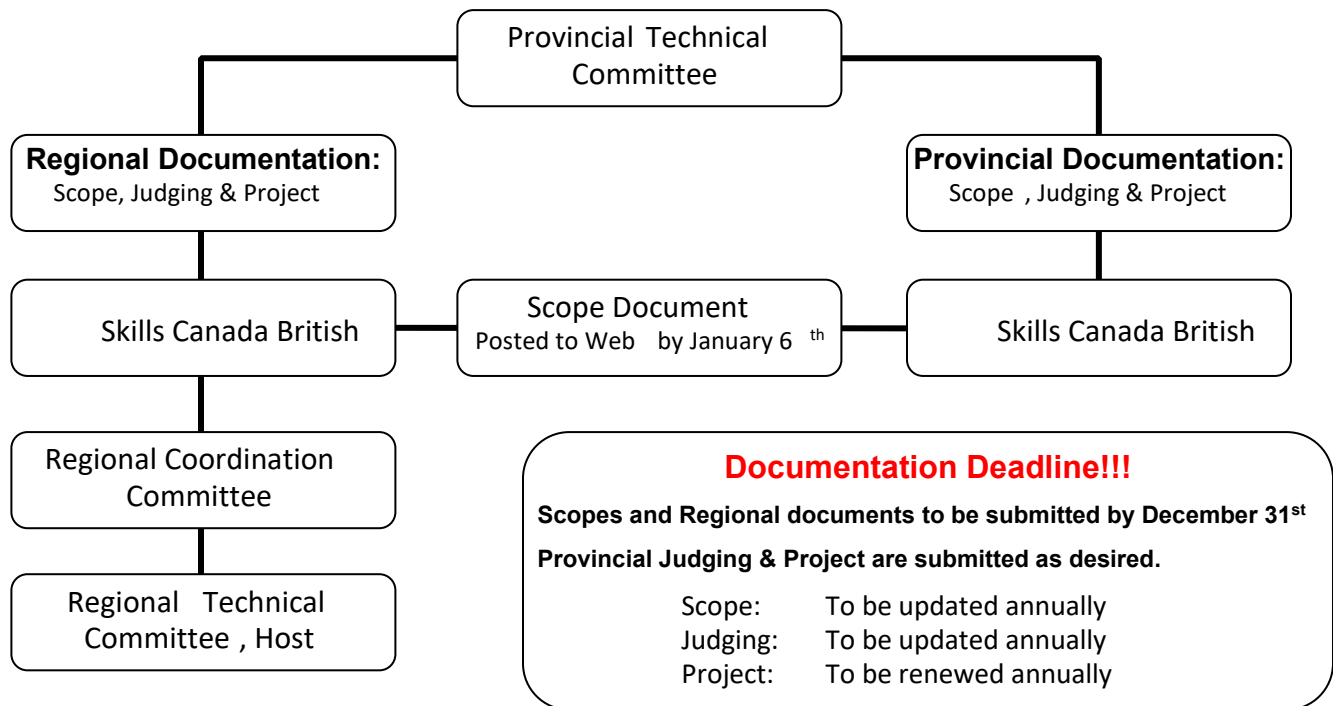 Provincial Technical
Committee
Regional Documentation:
Scope, Judging & Project
Provincial Documentation:
Scope , Judging & Project
Skills Canada British
Scope Document
Posted to Web by January 6 th
Skills Canada British
Regional Coordination
Committee
Regional Technical
Committee , Host
Documentation Deadline!!!
Scopes and Regional documents to be submitted by December 31st
Provincial Judging & Project are submitted as desired.
Scope: To be updated annually
Judging: To be updated annually
Project: To be renewed annually